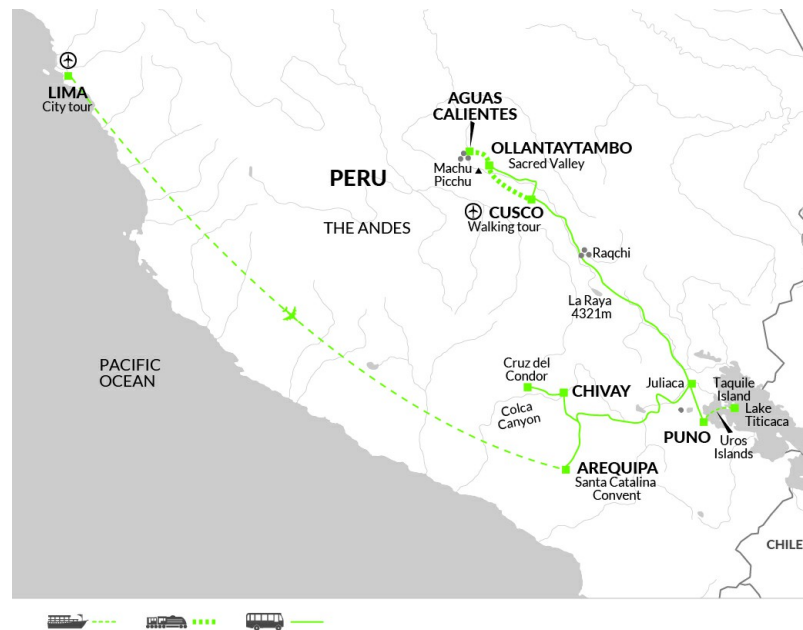 LIMA
City tour
AGUAS
CALIENTES
OLLANTAYTAMBO
Sacred Valley
Machu
Picchu
PERU
CUSCO
Walking tour
THE ANDES
Raqchi
La Raya
4321m
PACIFIC
OCEAN
Cruz del
Condor
CHIVAY
Juliaca
Taquile
Island
Lake
Titicaca
Colca
Canyon
PUNO
Uros
Islands
AREQUIPA
Santa Catalina
Convent
CHILE